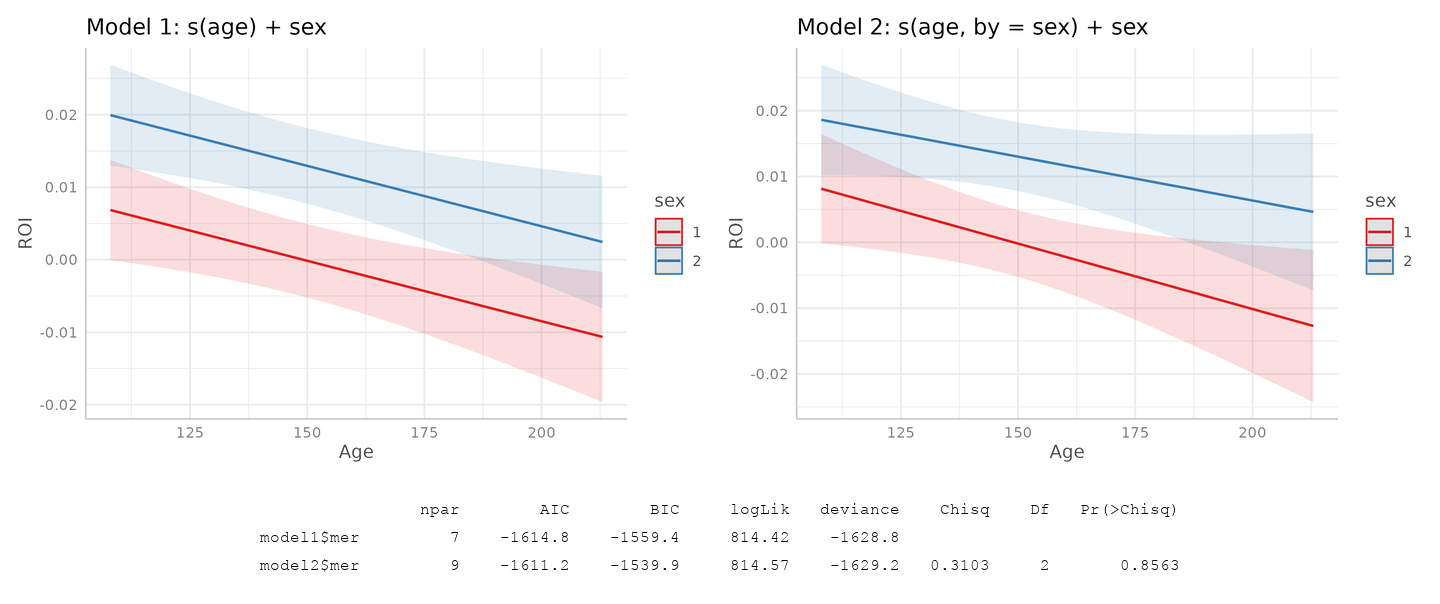 Model 1: s(age) + sex
0.02
0.01
0.00
-0.01
-0.02
ROI
125 150 175 200
Age
sex
1
2
Model 2: s(age, by = sex) + sex
0.02
0.01
0.00
-0.01
-0.02
ROI
125 150 175 200
Age
sex
1
2
npar AIC BIC logLik deviance Chisq Df Pr(>Chisq)
model1$mer 7 -1614.8 -1559.4 814.42 -1628.8
model2$mer 9 -1611.2 -1539.9 814.57 -1629.2 0.3103 2 0.8563